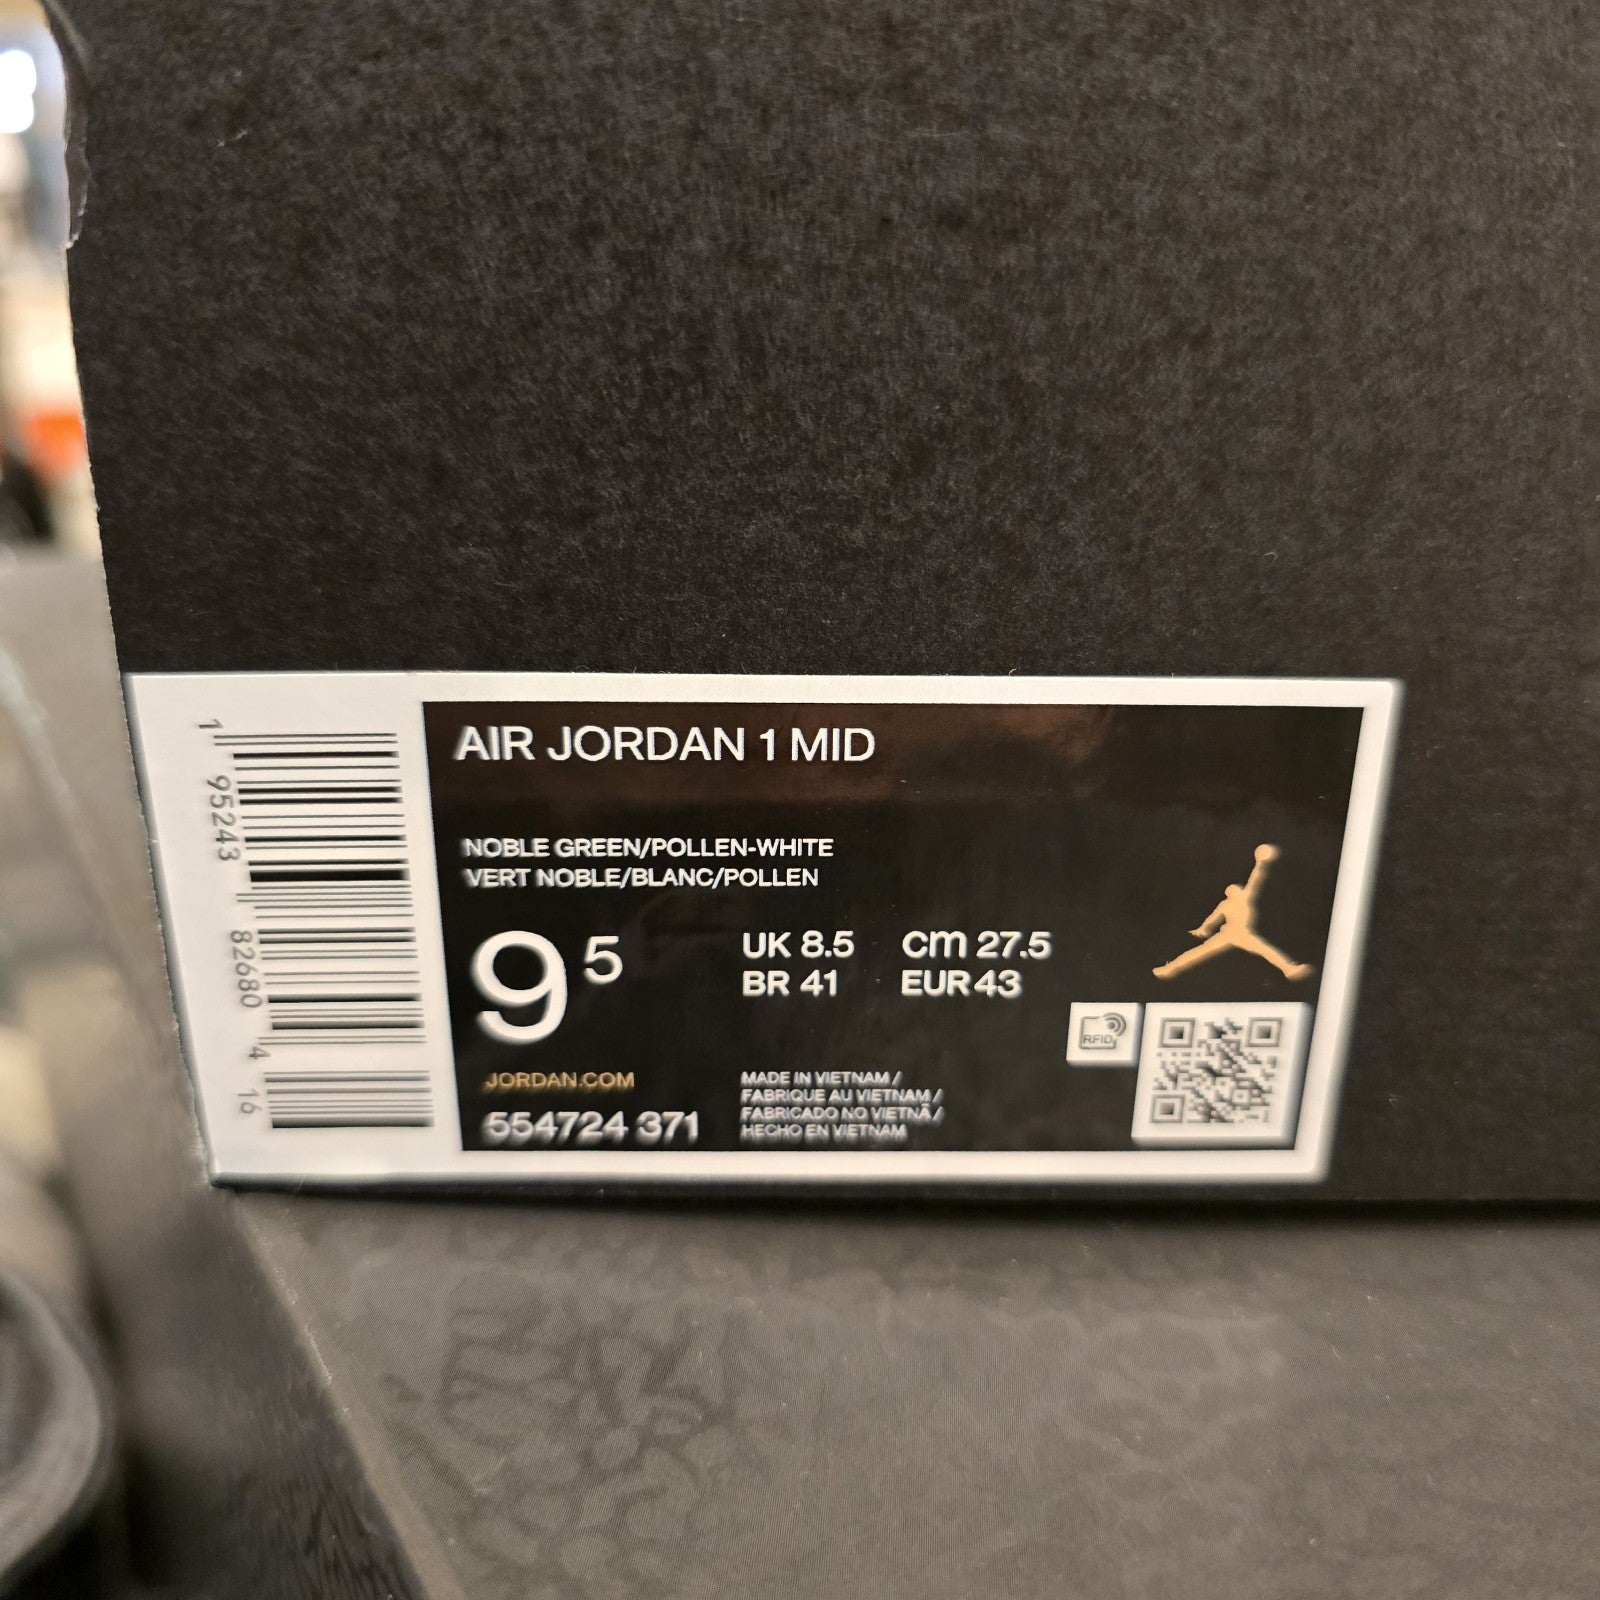 1 95243 82680 4 16
AIR JORDAN 1 MID
NOBLE GREEN/POLLEN-WHITE
VERT NOBLE/BLANC/POLLEN
9 5
UK 8.5 CM 27.5
BR 41 EUR 43
RFID
JORDAN.COM
554724 371
MADE IN VIETNAM /
FABRIQUE AU VIETNAM /
FABRICADO NO VIETNÃ /
HECHO EN VIETNAM